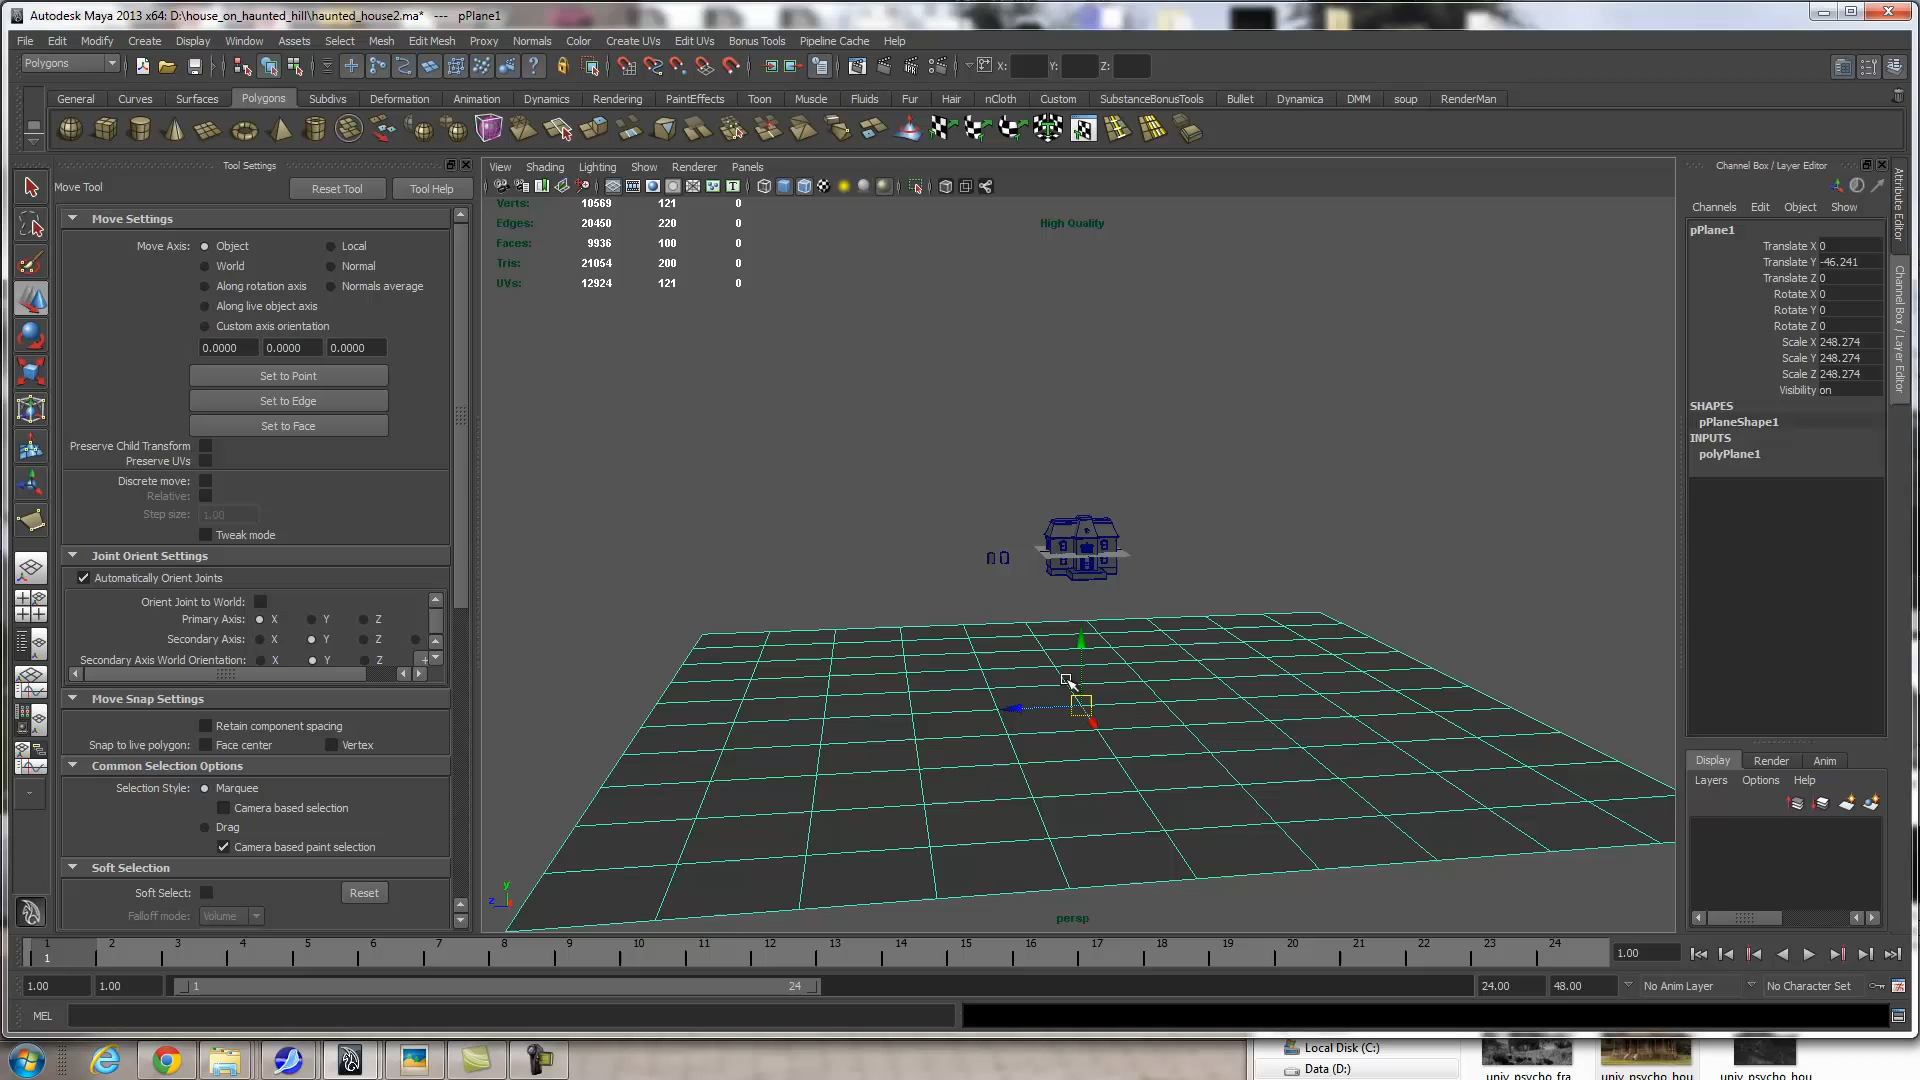 Autodesk Maya 2013 x64: D:\house_on_haunted_hill\haunted_house2.ma* --- pPlane1
File Edit Modify Create Display Window Assets Select Mesh Edit Mesh Proxy Normals Color Create UVs Edit UVs Bonus Tools Pipeline Cache Help
Polygons X: Y: Z:
General Curves Surfaces Polygons Subdivs Deformation Animation Dynamics Rendering PaintEffects Toon Muscle Fluids Fur Hair nCloth Custom SubstanceBonusTools Bullet Dynamica DMM soup RenderMan
Tool Settings
Move Tool Reset Tool Tool Help
Move Settings
Move Axis: Object Local
World Normal
Along rotation axis Normals average
Along live object axis
Custom axis orientation
0.0000 0.0000 0.0000
Set to Point
Set to Edge
Set to Face
Preserve Child Transform
Preserve UVs
Discrete move:
Relative:
Step size: 1.00
Tweak mode
Joint Orient Settings
Automatically Orient Joints
Orient Joint to World:
Primary Axis: X Y Z
Secondary Axis: X Y Z
Secondary Axis World Orientation: X Y Z +
Move Snap Settings
Retain component spacing
Snap to live polygon: Face center Vertex
Common Selection Options
Selection Style: Marquee
Camera based selection
Drag
Camera based paint selection
Soft Selection
Soft Select: Reset
Falloff mode: Volume
View Shading Lighting Show Renderer Panels
Verts: 10569 121 0
Edges: 20450 220 0
Faces: 9936 100 0
Tris: 21054 200 0
UVs: 12924 121 0
High Quality
y
z
persp
Channel Box / Layer Editor
Channels Edit Object Show
pPlane1
Translate X 0
Translate Y -46.241
Translate Z 0
Rotate X 0
Rotate Y 0
Rotate Z 0
Scale X 248.274
Scale Y 248.274
Scale Z 248.274
Visibility on
SHAPES
pPlaneShape1
INPUTS
polyPlane1
Attribute Editor
Channel Box / Layer Editor
Display Render Anim
Layers Options Help
1 2 3 4 5 6 7 8 9 10 11 12 13 14 15 16 17 18 19 20 21 22 23 24
1 1.00
1.00 1.00 1 24 24.00 48.00 No Anim Layer No Character Set
MEL
Local Disk (C:)
Data (D:)
univ_psycho_fra univ_psycho_hou univ_psycho_hou